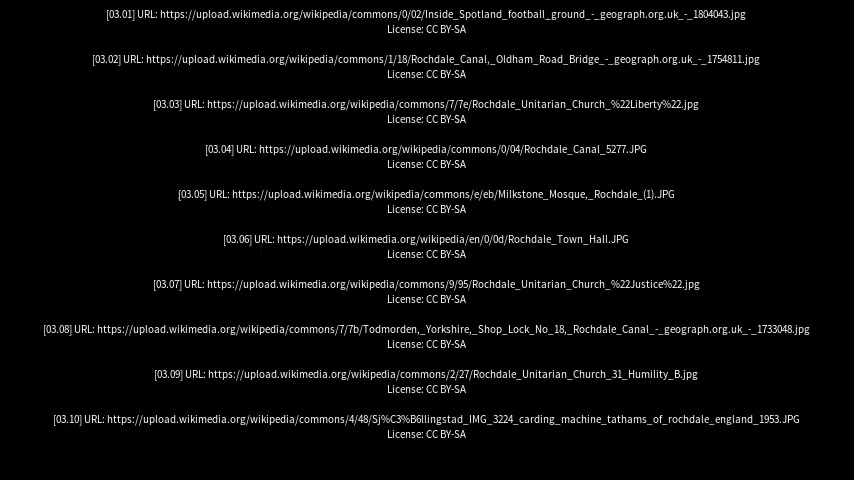 [03.01] URL: https://upload.wikimedia.org/wikipedia/commons/0/02/Inside_Spotland_football_ground_-_geograph.org.uk_-_1804043.jpg
License: CC BY-SA
[03.02] URL: https://upload.wikimedia.org/wikipedia/commons/1/18/Rochdale_Canal,_Oldham_Road_Bridge_-_geograph.org.uk_-_1754811.jpg
License: CC BY-SA
[03.03] URL: https://upload.wikimedia.org/wikipedia/commons/7/7e/Rochdale_Unitarian_Church_%22Liberty%22.jpg
License: CC BY-SA
[03.04] URL: https://upload.wikimedia.org/wikipedia/commons/0/04/Rochdale_Canal_5277.JPG
License: CC BY-SA
[03.05] URL: https://upload.wikimedia.org/wikipedia/commons/e/eb/Milkstone_Mosque,_Rochdale_(1).JPG
License: CC BY-SA
[03.06] URL: https://upload.wikimedia.org/wikipedia/en/0/0d/Rochdale_Town_Hall.JPG
License: CC BY-SA
[03.07] URL: https://upload.wikimedia.org/wikipedia/commons/9/95/Rochdale_Unitarian_Church_%22Justice%22.jpg
License: CC BY-SA
[03.08] URL: https://upload.wikimedia.org/wikipedia/commons/7/7b/Todmorden,_Yorkshire,_Shop_Lock_No_18,_Rochdale_Canal_-_geograph.org.uk_-_1733048.jpg
License: CC BY-SA
[03.09] URL: https://upload.wikimedia.org/wikipedia/commons/2/27/Rochdale_Unitarian_Church_31_Humility_B.jpg
License: CC BY-SA
[03.10] URL: https://upload.wikimedia.org/wikipedia/commons/4/48/Sj%C3%B6llingstad_IMG_3224_carding_machine_tathams_of_rochdale_england_1953.JPG
License: CC BY-SA